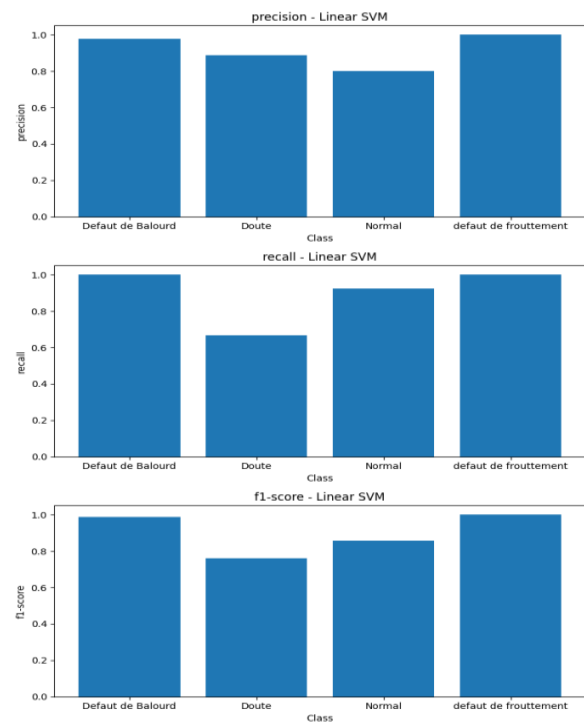 precision - Linear SVM
1.0
0.8
0.6
0.4
0.2
0.0
precision
Defaut de Balourd Doute Normal defaut de frouttement
Class
recall - Linear SVM
1.0
0.8
0.6
0.4
0.2
0.0
recall
Defaut de Balourd Doute Normal defaut de frouttement
Class
f1-score - Linear SVM
1.0
0.8
0.6
0.4
0.2
0.0
f1-score
Defaut de Balourd Doute Normal defaut de frouttement
Class